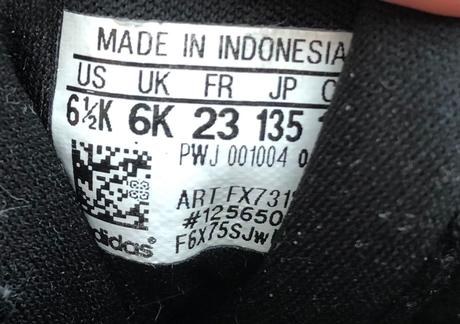 MADE IN INDONESIA
US UK FR JP
6½K 6K 23 135
PWJ 001004
ART FX731
#125650
F6X75SJW
adidas